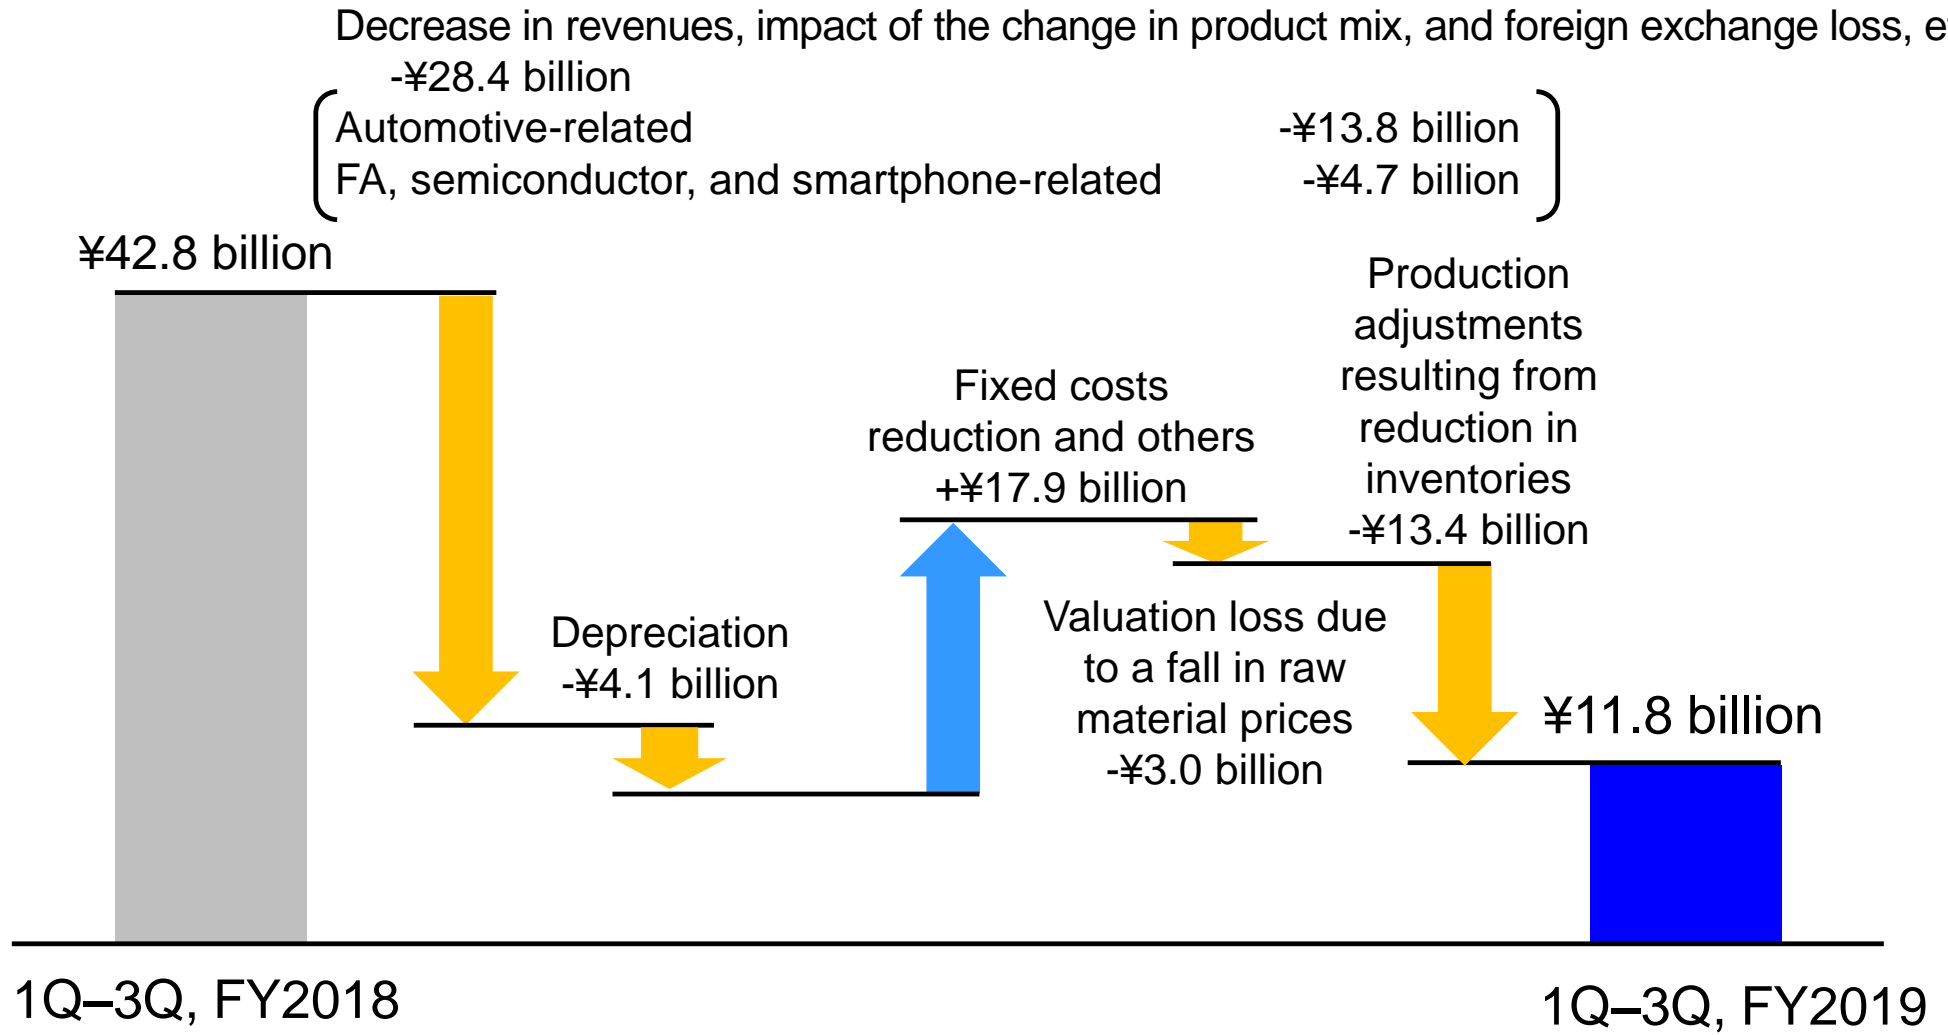 Decrease in revenues, impact of the change in product mix, and foreign exchange loss,
-¥28.4 billion
Automotive-related -¥13.8 billion
FA, semiconductor, and smartphone-related -¥4.7 billion
¥42.8 billion
Production
adjustments
resulting from
reduction in
inventories
-¥13.4 billion
Fixed costs
reduction and others
+¥17.9 billion
Depreciation
-¥4.1 billion
Valuation loss due
to a fall in raw
material prices
-¥3.0 billion
¥11.8 billion
1Q–3Q, FY2018
1Q–3Q, FY2019